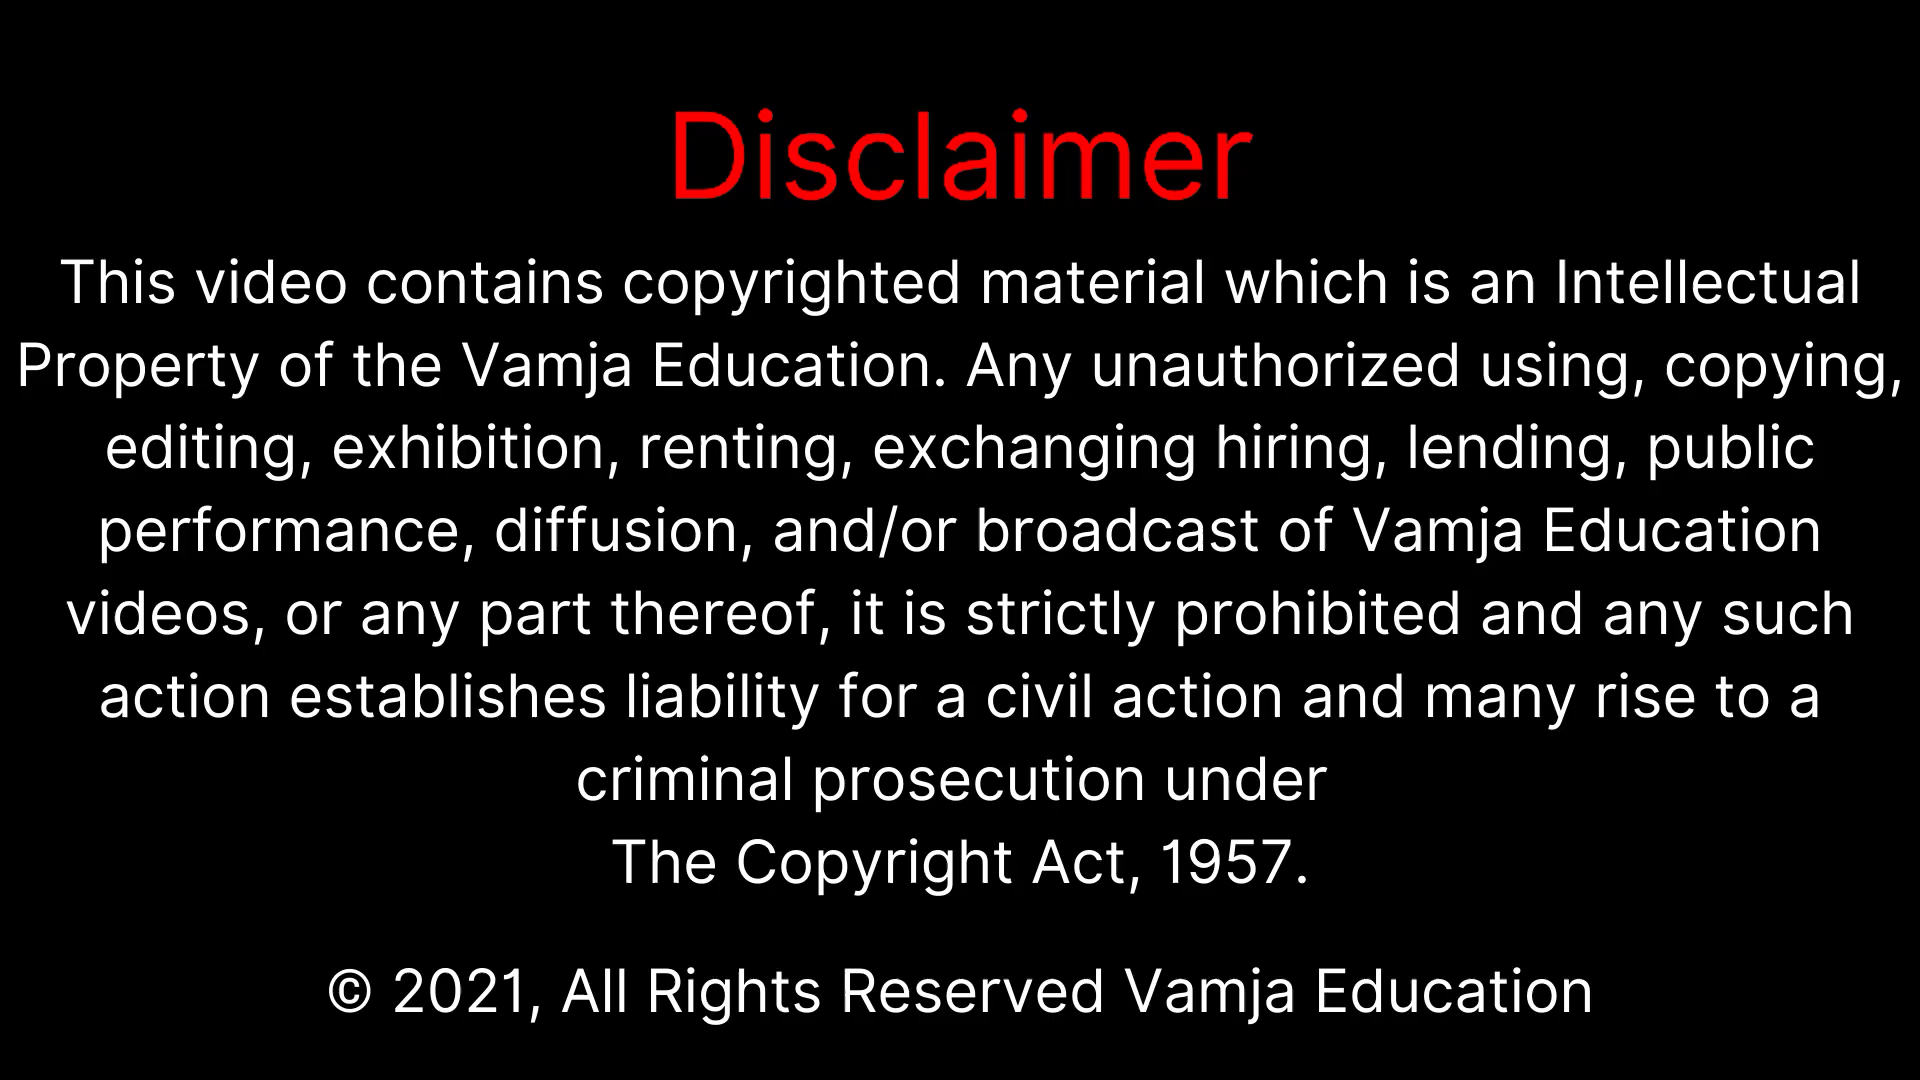 Disclaimer
This video contains copyrighted material which is an Intellectual
Property of the Vamja Education. Any unauthorized using, copying,
editing, exhibition, renting, exchanging hiring, lending, public
performance, diffusion, and/or broadcast of Vamja Education
videos, or any part thereof, it is strictly prohibited and any such
action establishes liability for a civil action and many rise to a
criminal prosecution under
The Copyright Act, 1957.
© 2021, All Rights Reserved Vamja Education